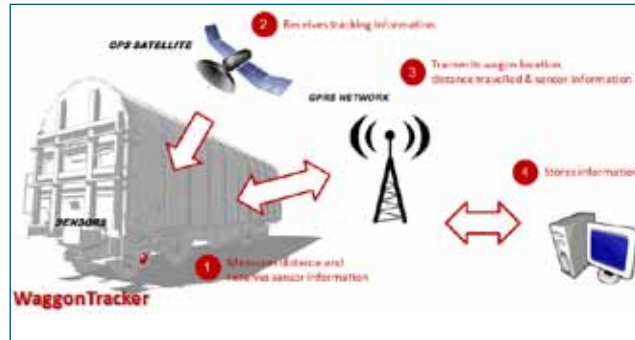 2 Receives tracking information
GPS SATELLITE
3 Transmits wagon location,
distance travelled & sensor information
GPRS NETWORK
4 Stores information
SENSORS
1 Measures distance and
receives sensor information
WaggonTracker